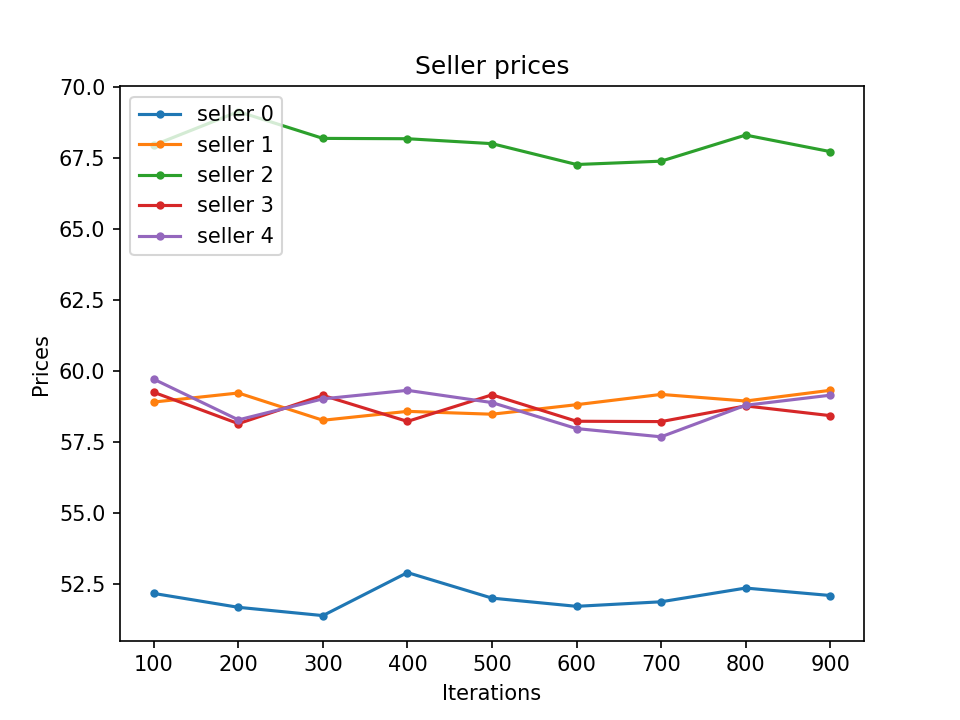 Seller prices
70.0
67.5
65.0
62.5
60.0
57.5
55.0
52.5
Prices
seller 0
seller 1
seller 2
seller 3
seller 4
100 200 300 400 500 600 700 800 900
Iterations